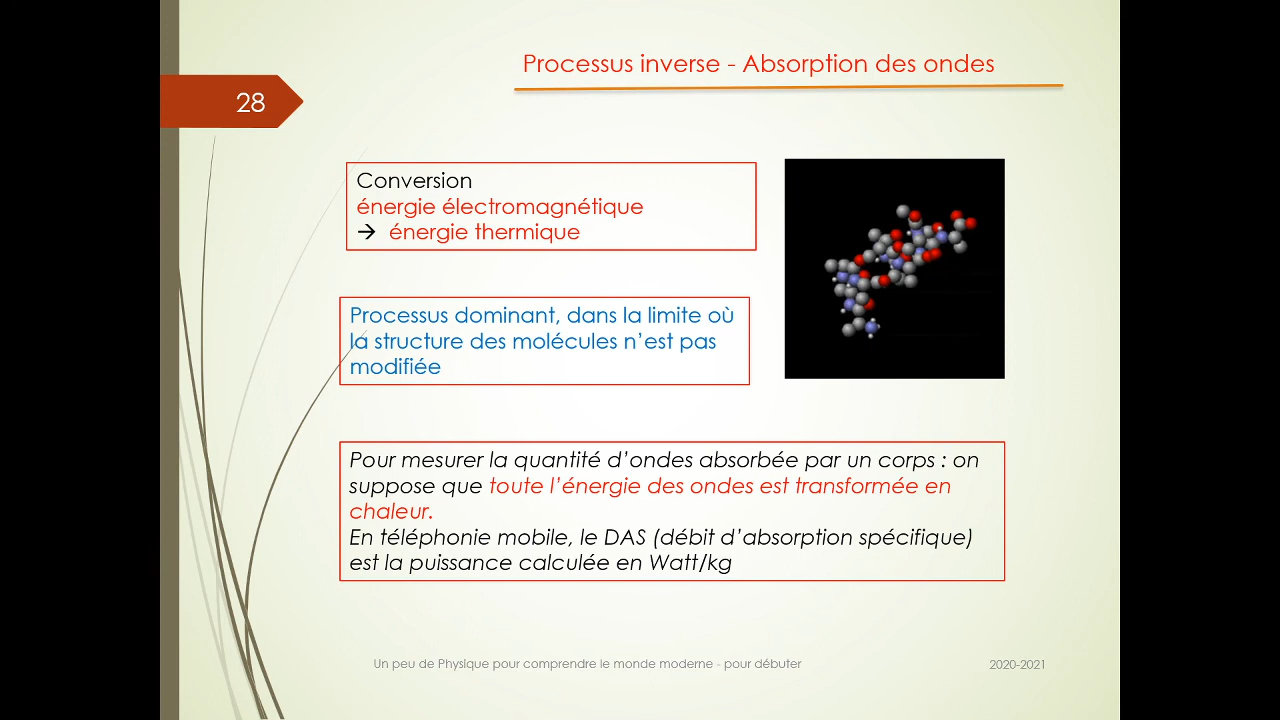 Processus inverse - Absorption des ondes
28
Conversion
énergie électromagnétique
→ énergie thermique
Processus dominant, dans la limite où
la structure des molécules n’est pas
modifiée
Pour mesurer la quantité d’ondes absorbée par un corps : on
suppose que toute l’énergie des ondes est transformée en
chaleur.
En téléphonie mobile, le DAS (débit d’absorption spécifique)
est la puissance calculée en Watt/kg
Un peu de Physique pour comprendre le monde moderne - pour débuter
2020-2021